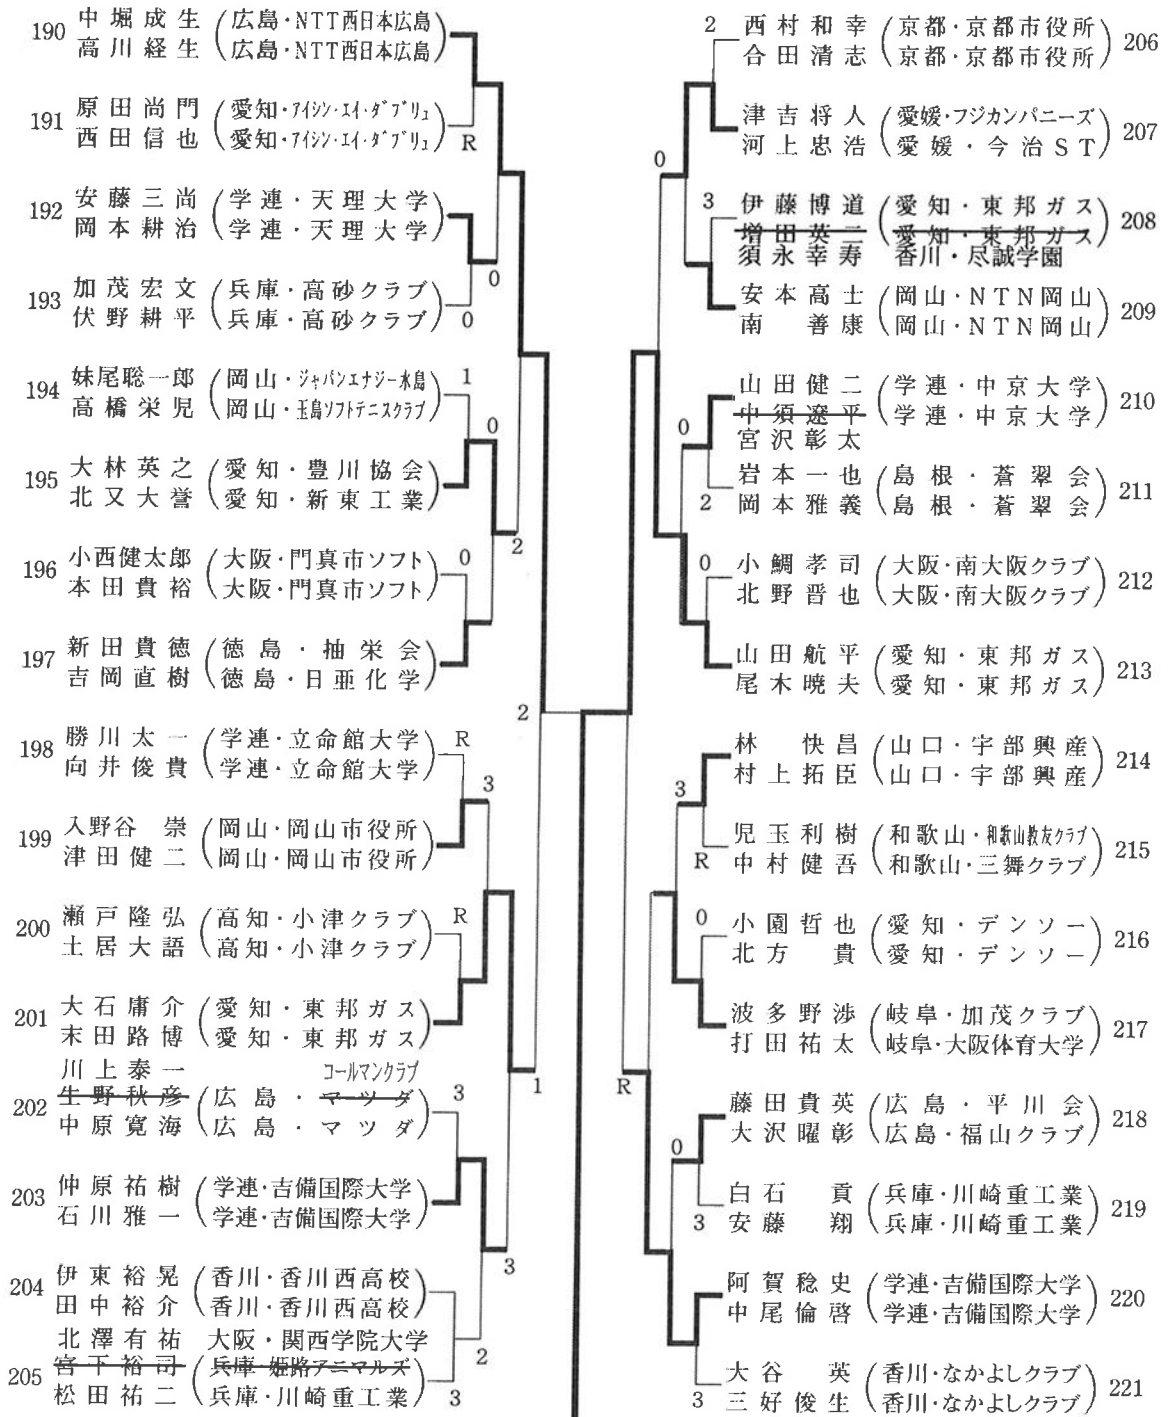 190 中堀成生 (広島・NTT西日本広島)
高川経生 (広島・NTT西日本広島)
191 原田尚門 (愛知・アイシン・エイ・ダブリュ)
西田信也 (愛知・アイシン・エイ・ダブリュ)
R
192 安藤三尚 (学連・天理大学)
岡本耕治 (学連・天理大学)
0
193 加茂宏文 (兵庫・高砂クラブ)
伏野耕平 (兵庫・高砂クラブ)
0
194 妹尾聡一郎 (岡山・ジャパンエナジー水島)
高橋栄児 (岡山・玉島ソフトテニスクラブ)
1
0
195 大林英之 (愛知・豊川協会)
北又大誉 (愛知・新東工業)
2
196 小西健太郎 (大阪・門真市ソフト)
本田貴裕 (大阪・門真市ソフト)
0
197 新田貴徳 (徳島・抽栄会)
吉岡直樹 (徳島・日亜化学)
2
198 勝川太一 (学連・立命館大学)
向井俊貴 (学連・立命館大学)
R
3
199 入野谷崇 (岡山・岡山市役所)
津田健二 (岡山・岡山市役所)
200 瀬戸隆弘 (高知・小津クラブ)
土居大語 (高知・小津クラブ)
R
201 大石庸介 (愛知・東邦ガス)
末田路博 (愛知・東邦ガス)
川上泰一 コールマンクラブ
202 生野秋彦 (広島・マツダ)
中原寛海 (広島・マツダ)
3
1
203 仲原祐樹 (学連・吉備国際大学)
石川雅一 (学連・吉備国際大学)
3
204 伊東裕晃 (香川・香川西高校)
田中裕介 (香川・香川西高校)
北澤有祐 大阪・関西学院大学
2
205 宮下裕司 (兵庫・姫路アニマルズ)
松田祐二 (兵庫・川崎重工業)
3
2 西村和幸 (京都・京都市役所) 206
合田清志 (京都・京都市役所)
津吉将人 (愛媛・フジカンパニーズ) 207
河上忠浩 (愛媛・今治ST)
0
3 伊藤博道 (愛知・東邦ガス) 208
増田英二 (愛知・東邦ガス)
須永幸寿 香川・尽誠学園
安本高士 (岡山・NTN岡山) 209
南善康 (岡山・NTN岡山)
山田健二 (学連・中京大学) 210
中須遼平 (学連・中京大学)
宮沢彰太
0
岩本一也 (島根・蒼翠会) 211
岡本雅義 (島根・蒼翠会)
2
0 小鯛孝司 (大阪・南大阪クラブ) 212
北野晋也 (大阪・南大阪クラブ)
山田航平 (愛知・東邦ガス) 213
尾木暁夫 (愛知・東邦ガス)
林快昌 (山口・宇部興産) 214
村上拓臣 (山口・宇部興産)
3
児玉利樹 (和歌山・和歌山教友クラブ) 215
中村健吾 (和歌山・三舞クラブ)
R
0 小園哲也 (愛知・デンソー) 216
北方貴 (愛知・デンソー)
波多野渉 (岐阜・加茂クラブ) 217
打田祐太 (岐阜・大阪体育大学)
R
藤田貴英 (広島・平川会) 218
大沢曜彰 (広島・福山クラブ)
0
白石貢 (兵庫・川崎重工業) 219
安藤翔 (兵庫・川崎重工業)
3
阿賀稔史 (学連・吉備国際大学) 220
中尾倫啓 (学連・吉備国際大学)
大谷英 (香川・なかよしクラブ) 221
三好俊生 (香川・なかよしクラブ)
3